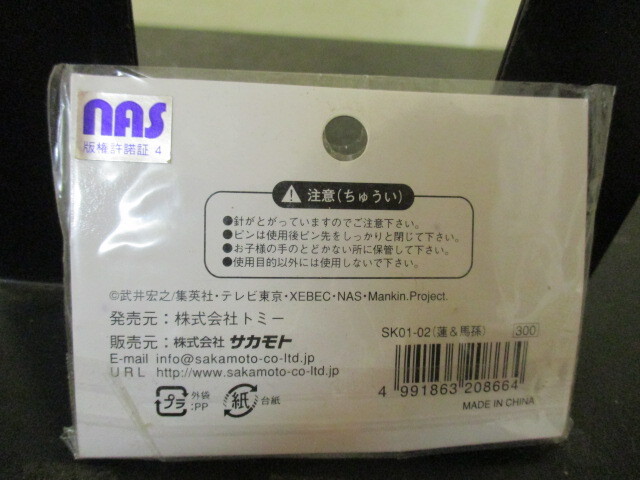 nas
版権許諾証 4
注意(ちゅうい)
●針がとがっていますのでご注意下さい。
●ピンは使用後ピン先をしっかりと閉じて下さい。
●お子様の手のとどかない所に保管して下さい。
●使用目的以外には使用しないで下さい。
©武井宏之/集英社・テレビ東京・XEBEC・NAS・Mankin.Project.
発売元：株式会社トミー
販売元：株式会社 サカモト
E-mail info@sakamoto-co-ltd.jp
URL http://www.sakamoto-co-ltd.jp
SK01-02(蓮&馬孫) 300
4 991863 208664
MADE IN CHINA
プラ 外袋:PP
紙 台紙